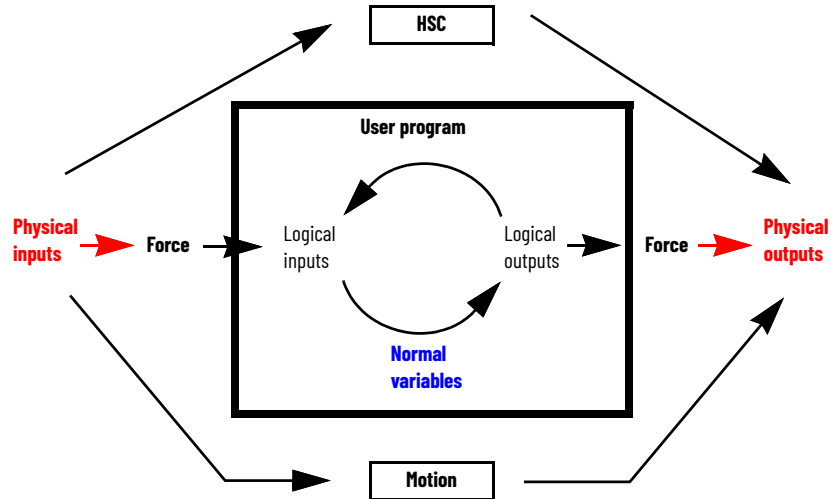 HSC
User program
Physical
inputs
Force
Logical
inputs
Logical
outputs
Force
Physical
outputs
Normal
variables
Motion